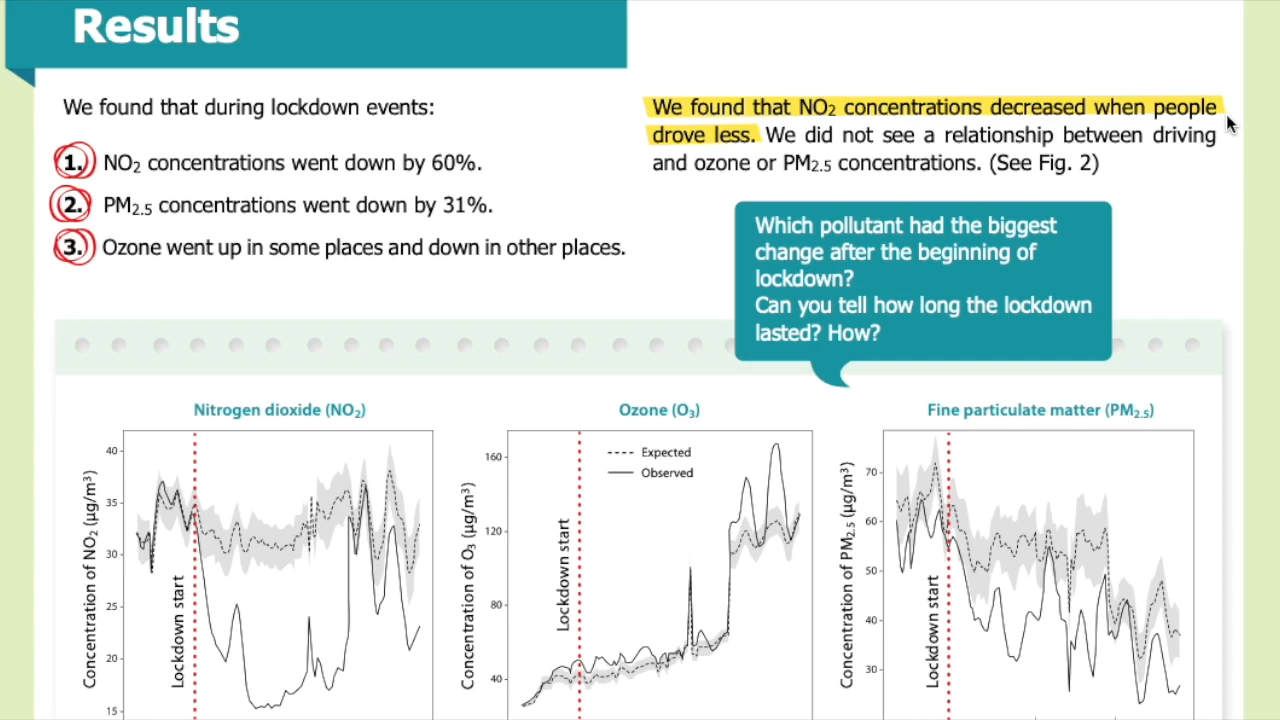 Results
We found that during lockdown events:
1. NO₂ concentrations went down by 60%.
2. PM₂.₅ concentrations went down by 31%.
3. Ozone went up in some places and down in other places.
We found that NO₂ concentrations decreased when people
drove less. We did not see a relationship between driving
and ozone or PM₂.₅ concentrations. (See Fig. 2)
Which pollutant had the biggest
change after the beginning of
lockdown?
Can you tell how long the lockdown
lasted? How?
Nitrogen dioxide (NO₂)
Concentration of NO₂ (µg/m³)
40
35
30
25
20
15
Lockdown start
Ozone (O₃)
Concentration of O₃ (µg/m³)
160
120
80
40
Lockdown start
Expected
Observed
Fine particulate matter (PM₂.₅)
Concentration of PM₂.₅ (µg/m³)
70
60
50
40
30
Lockdown start